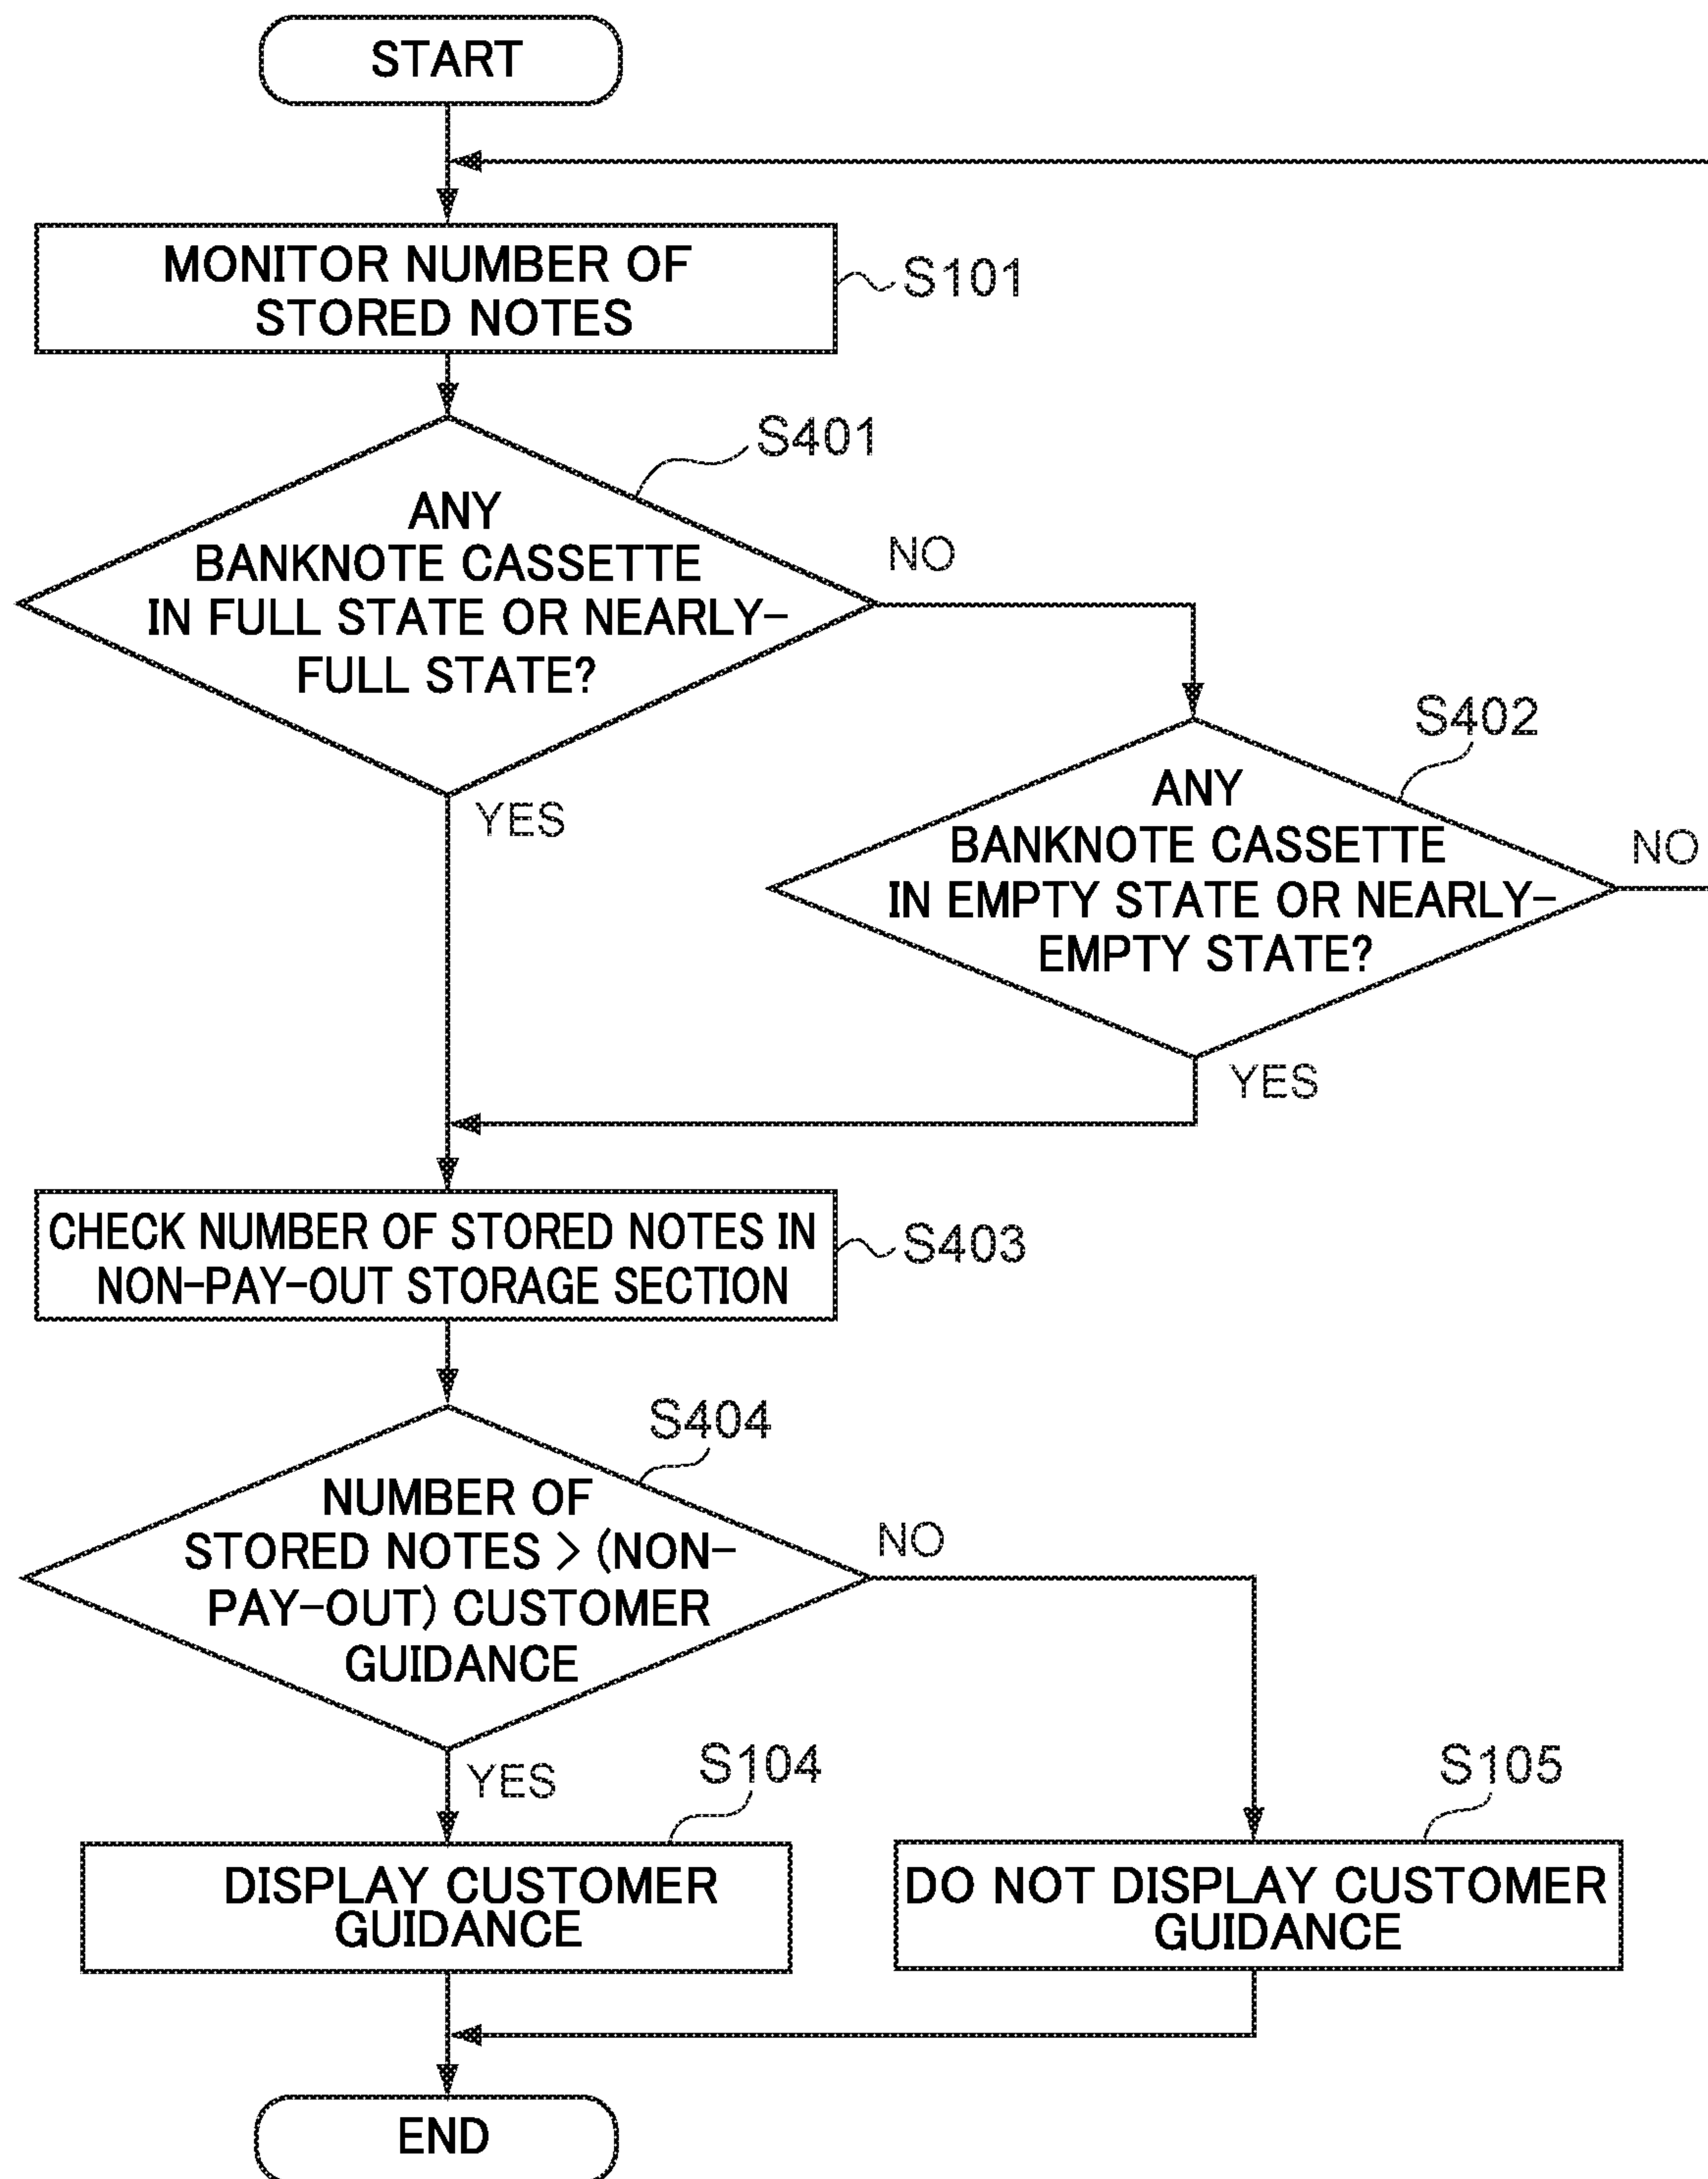 START
MONITOR NUMBER OF
STORED NOTES
S101
S401
ANY
BANKNOTE CASSETTE
IN FULL STATE OR NEARLY-
FULL STATE?
NO
YES
S402
ANY
BANKNOTE CASSETTE
IN EMPTY STATE OR NEARLY-
EMPTY STATE?
NO
YES
CHECK NUMBER OF STORED NOTES IN
NON-PAY-OUT STORAGE SECTION
S403
S404
NUMBER OF
STORED NOTES > (NON-
PAY-OUT) CUSTOMER
GUIDANCE
NO
YES
S104
DISPLAY CUSTOMER
GUIDANCE
S105
DO NOT DISPLAY CUSTOMER
GUIDANCE
END